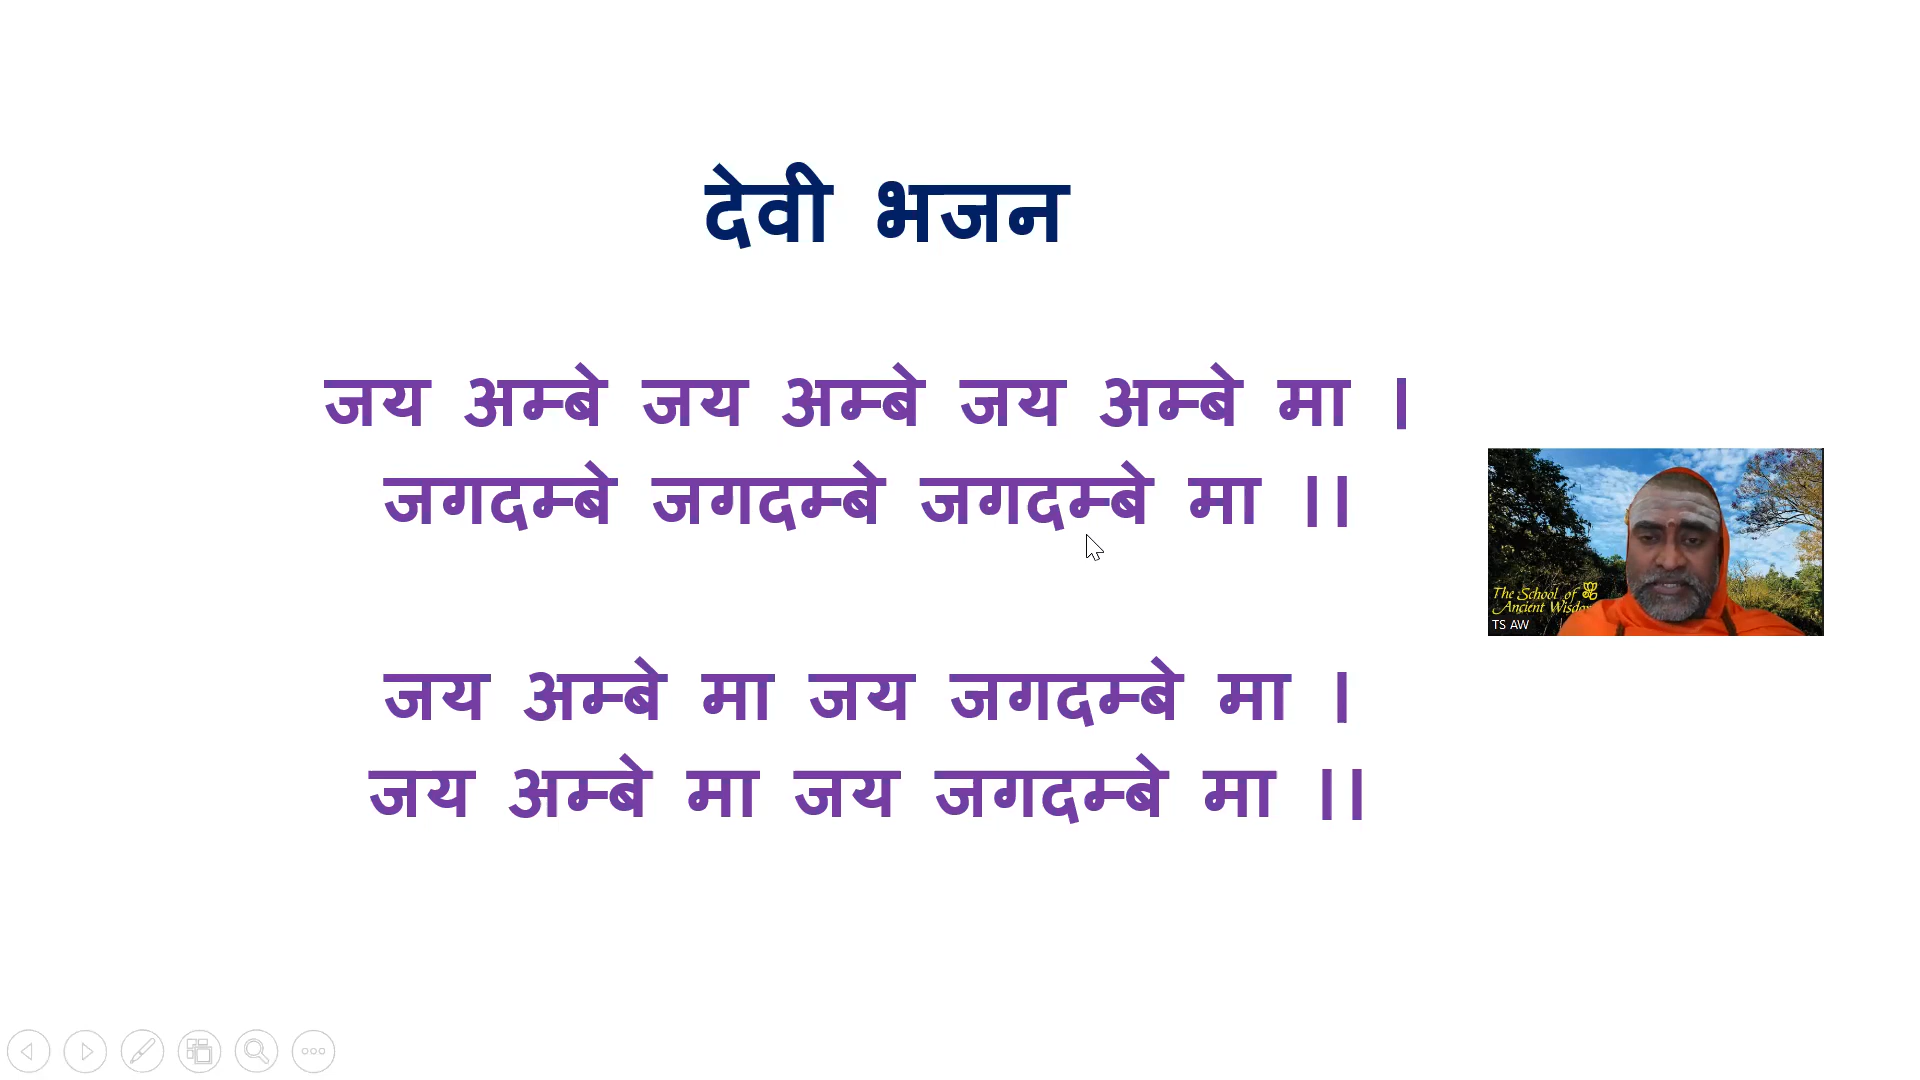 देवी भजन
जय अम्बे जय अम्बे जय अम्बे मा ।
जगदम्बे जगदम्बे जगदम्बे मा ।।
जय अम्बे मा जय जगदम्बे मा ।
जय अम्बे मा जय जगदम्बे मा ।।
The School of
Ancient Wisdom
TS AW